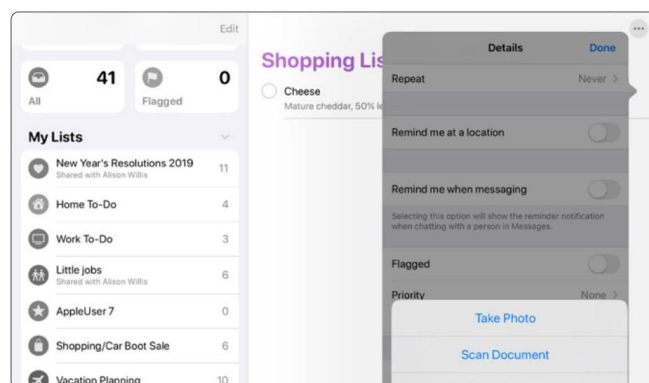 Edit
41
0
All
Flagged
My Lists
New Year's Resolutions 2019
Shared with Alison Willis
11
Home To-Do
4
Work To-Do
3
Little jobs
Shared with Alison Willis
6
AppleUser 7
0
Shopping/Car Boot Sale
6
Vacation Planning
10
Shopping Lis
Cheese
Mature cheddar, 50% le
Details
Done
Repeat
Never >
Remind me at a location
Remind me when messaging
Selecting this option will show the reminder notification
when chatting with a person in Messages.
Flagged
Priority
None >
Take Photo
Scan Document